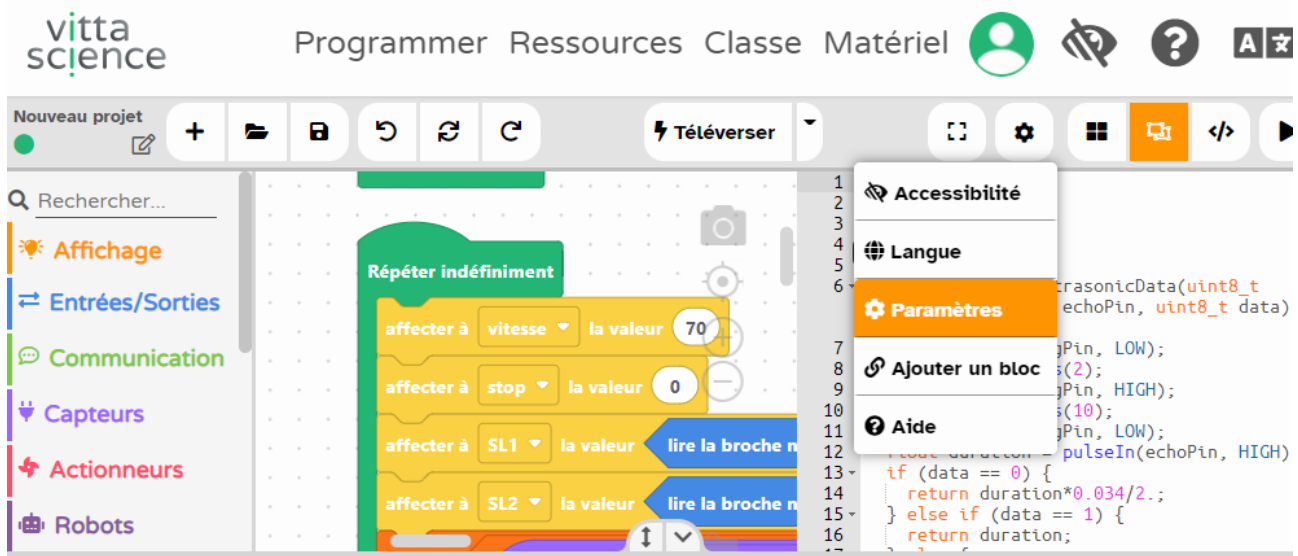 vitta
science
Programmer Ressources Classe Matériel
Nouveau projet
Téléverser
Rechercher...
Affichage
Entrées/Sorties
Communication
Capteurs
Actionneurs
Robots
Répéter indéfiniment
affecter à vitesse la valeur 70
affecter à stop la valeur 0
affecter à SL1 la valeur lire la broche n
affecter à SL2 la valeur lire la broche n
Accessibilité
Langue
Paramètres
Ajouter un bloc
Aide
1
2
3
4
5
6 trasonicData(uint8_t
echoPin, uint8_t data)
7 gPin, LOW);
8 s(2);
9 gPin, HIGH);
10 s(10);
11 gPin, LOW);
12 float duration = pulseIn(echoPin, HIGH)
13 if (data == 0) {
14 return duration*0.034/2.;
15 } else if (data == 1) {
16 return duration;